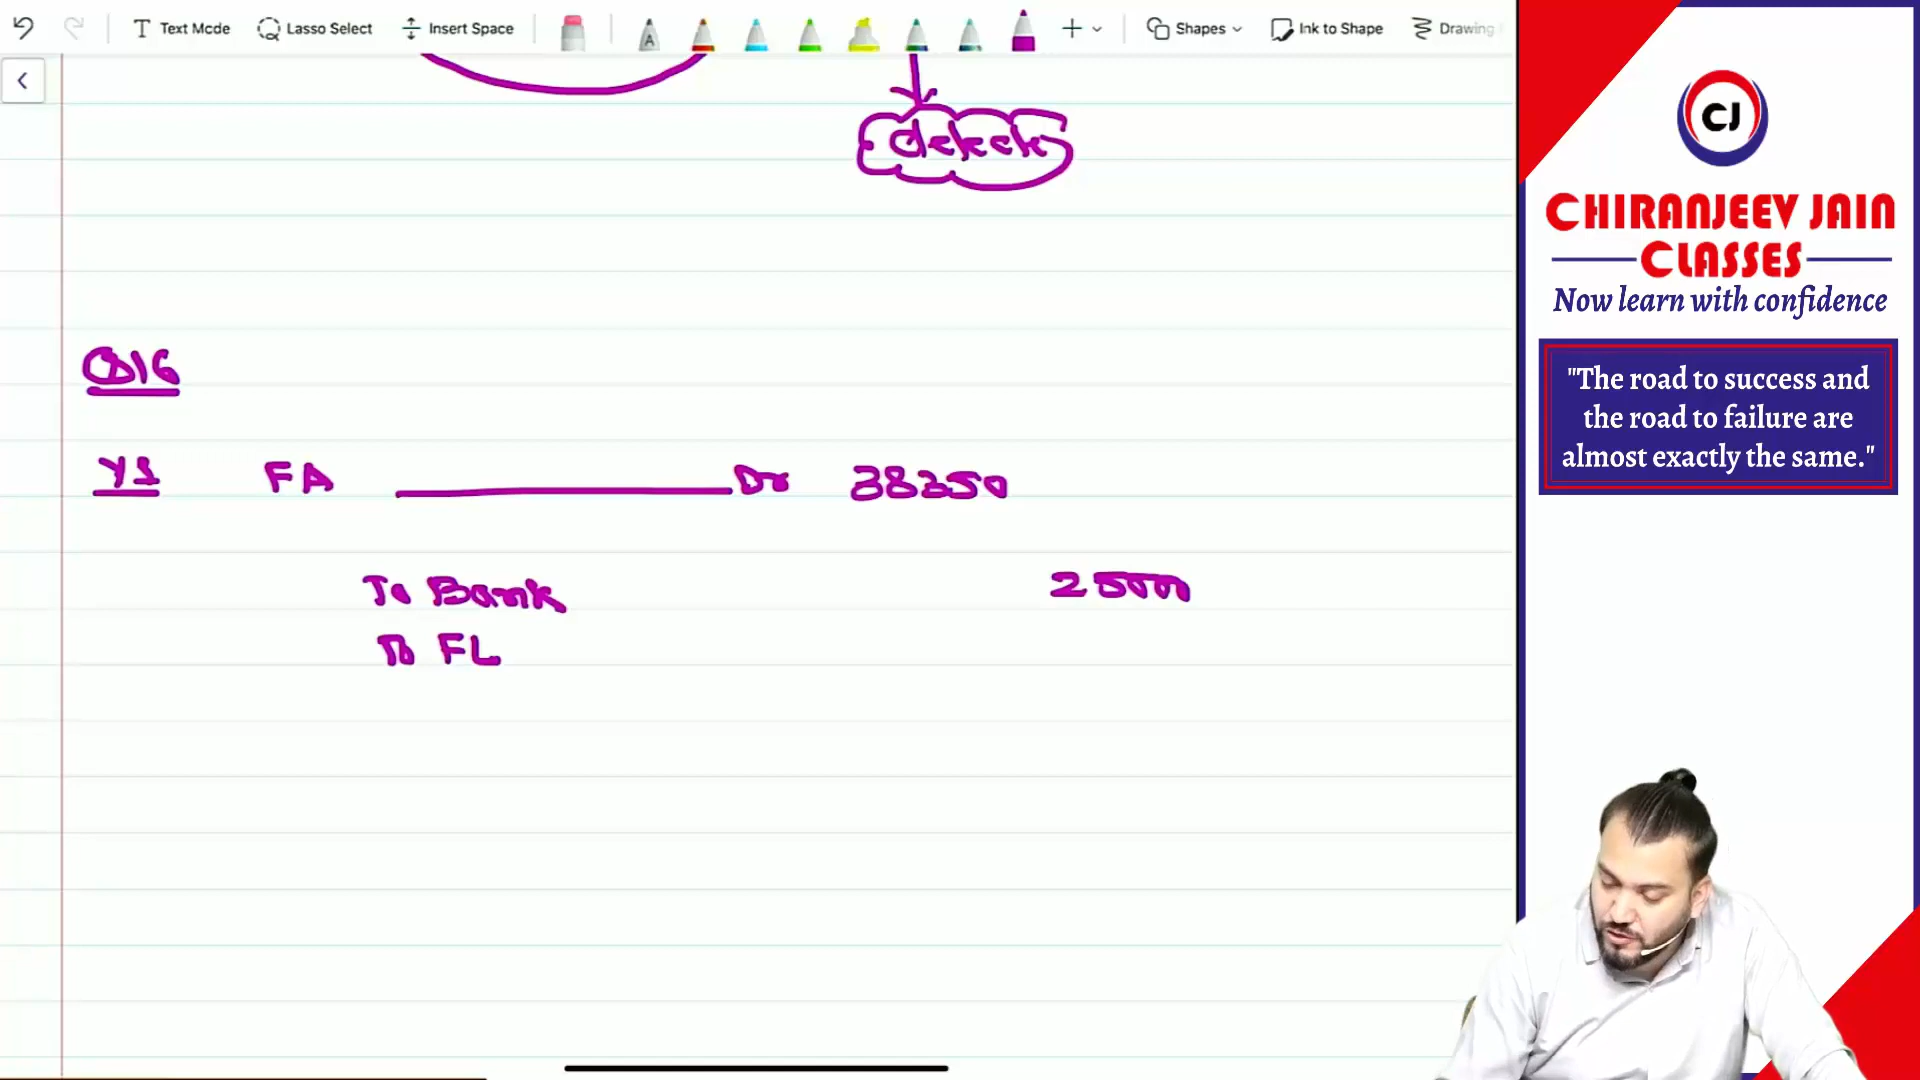 Text Mode Lasso Select Insert Space Shapes Ink to Shape Drawing
Q16
Y1 FA Dr 38350
To Bank 25000
To FL
CJ
CHIRANJEEV JAIN
CLASSES
Now learn with confidence
"The road to success and
the road to failure are
almost exactly the same."